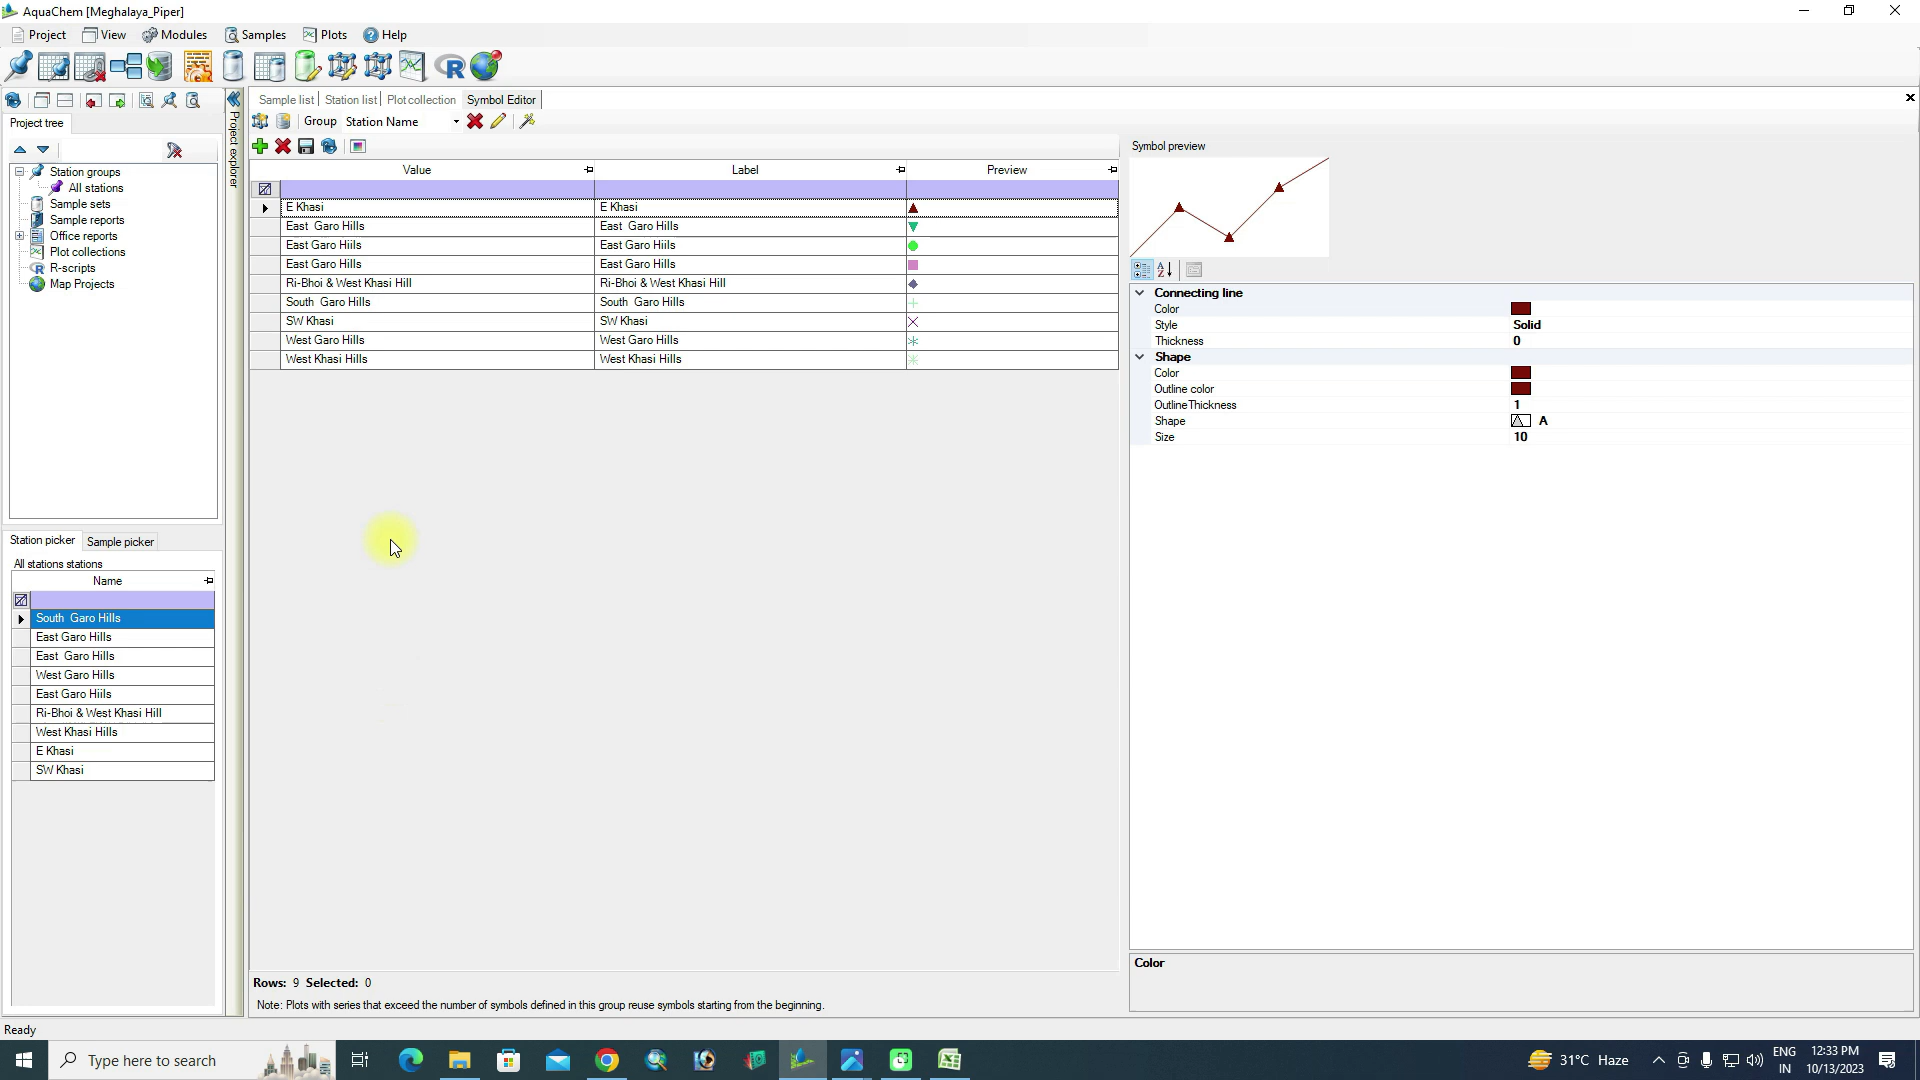 AquaChem [Meghalaya_Piper]
Project View Modules Samples Plots Help
Sample list Station list Plot collection Symbol Editor
Group Station Name
Project tree
Project explorer
Station groups
All stations
Sample sets
Sample reports
Office reports
Plot collections
R-scripts
Map Projects
Value Label Preview
E Khasi E Khasi
East  Garo Hills East  Garo Hills
East Garo Hiils East Garo Hiils
East Garo Hills East Garo Hills
Ri-Bhoi & West Khasi Hill Ri-Bhoi & West Khasi Hill
South  Garo Hills South  Garo Hills
SW Khasi SW Khasi
West Garo Hills West Garo Hills
West Khasi Hills West Khasi Hills
Symbol preview
Connecting line
Color
Style Solid
Thickness 0
Shape
Color
Outline color
OutlineThickness 1
Shape A
Size 10
Station picker Sample picker
All stations stations
Name
South  Garo Hills
East Garo Hills
East  Garo Hills
West Garo Hills
East Garo Hiils
Ri-Bhoi & West Khasi Hill
West Khasi Hills
E Khasi
SW Khasi
Color
Rows: 9 Selected: 0
Note: Plots with series that exceed the number of symbols defined in this group reuse symbols starting from the beginning.
Ready
Type here to search
31°C Haze
ENG
IN
12:33 PM
10/13/2023